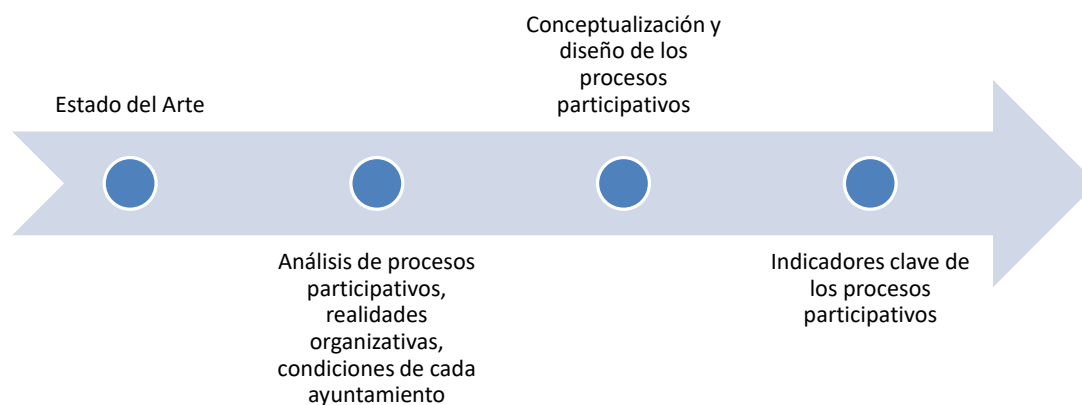 Estado del Arte
Análisis de procesos
participativos,
realidades
organizativas,
condiciones de cada
ayuntamiento
Conceptualización y
diseño de los
procesos
participativos
Indicadores clave de
los procesos
participativos